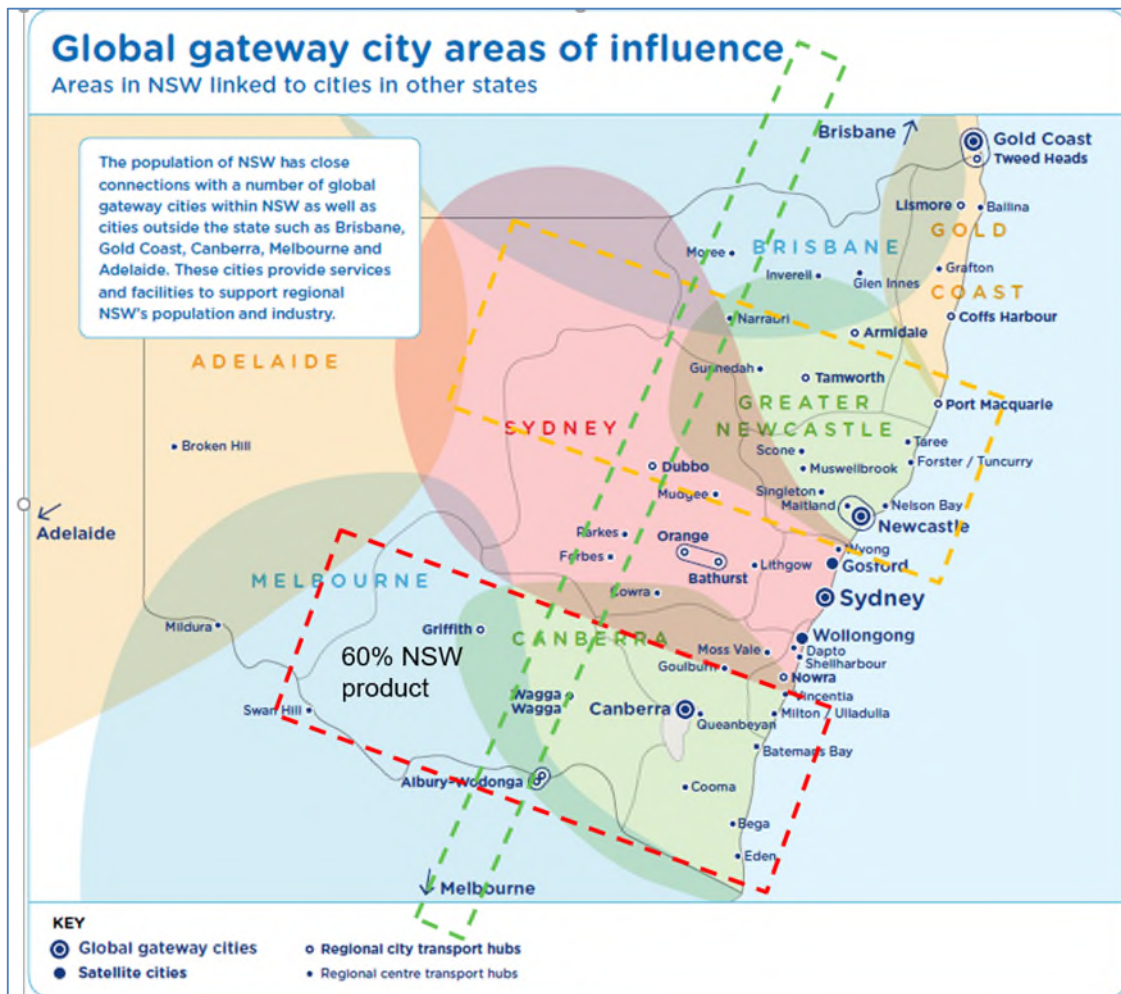 Global gateway city areas of influence
Areas in NSW linked to cities in other states
The population of NSW has close
connections with a number of global
gateway cities within NSW as well as
cities outside the state such as Brisbane,
Gold Coast, Canberra, Melbourne and
Adelaide. These cities provide services
and facilities to support regional
NSW's population and industry.
Brisbane
Gold Coast
Tweed Heads
Lismore
Ballina
GOLD
COAST
BRISBANE
Moree
Inverell
Glen Innes
Grafton
Narrabri
Coffs Harbour
Armidale
ADELAIDE
Gunnedah
Tamworth
GREATER
NEWCASTLE
Port Macquarie
SYDNEY
Broken Hill
Scone
Taree
Dubbo
Muswellbrook
Forster / Tuncurry
Mudgee
Singleton
Maitland
Nelson Bay
Newcastle
Adelaide
Parkes
Orange
Wyong
Forbes
Bathurst
Lithgow
Gosford
MELBOURNE
Cowra
Sydney
Mildura
Griffith
CANBERRA
Wollongong
Moss Vale
Dapto
Shellharbour
60% NSW
product
Goulburn
Nowra
Wagga
Wagga
Vincentia
Swan Hill
Canberra
Queanbeyan
Milton / Ulladulla
Batemans Bay
Albury-Wodonga
Cooma
Bega
Eden
Melbourne
KEY
Global gateway cities
Regional city transport hubs
Satellite cities
Regional centre transport hubs